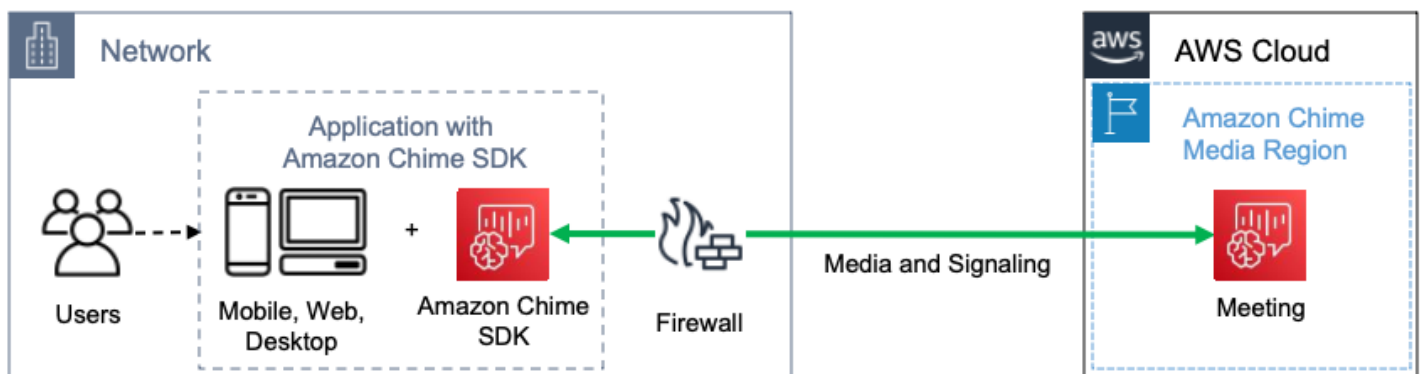 Network
Application with
Amazon Chime SDK
Users
Mobile, Web,
Desktop
+
Amazon Chime
SDK
Firewall
Media and Signaling
aws
AWS Cloud
Amazon Chime
Media Region
Meeting